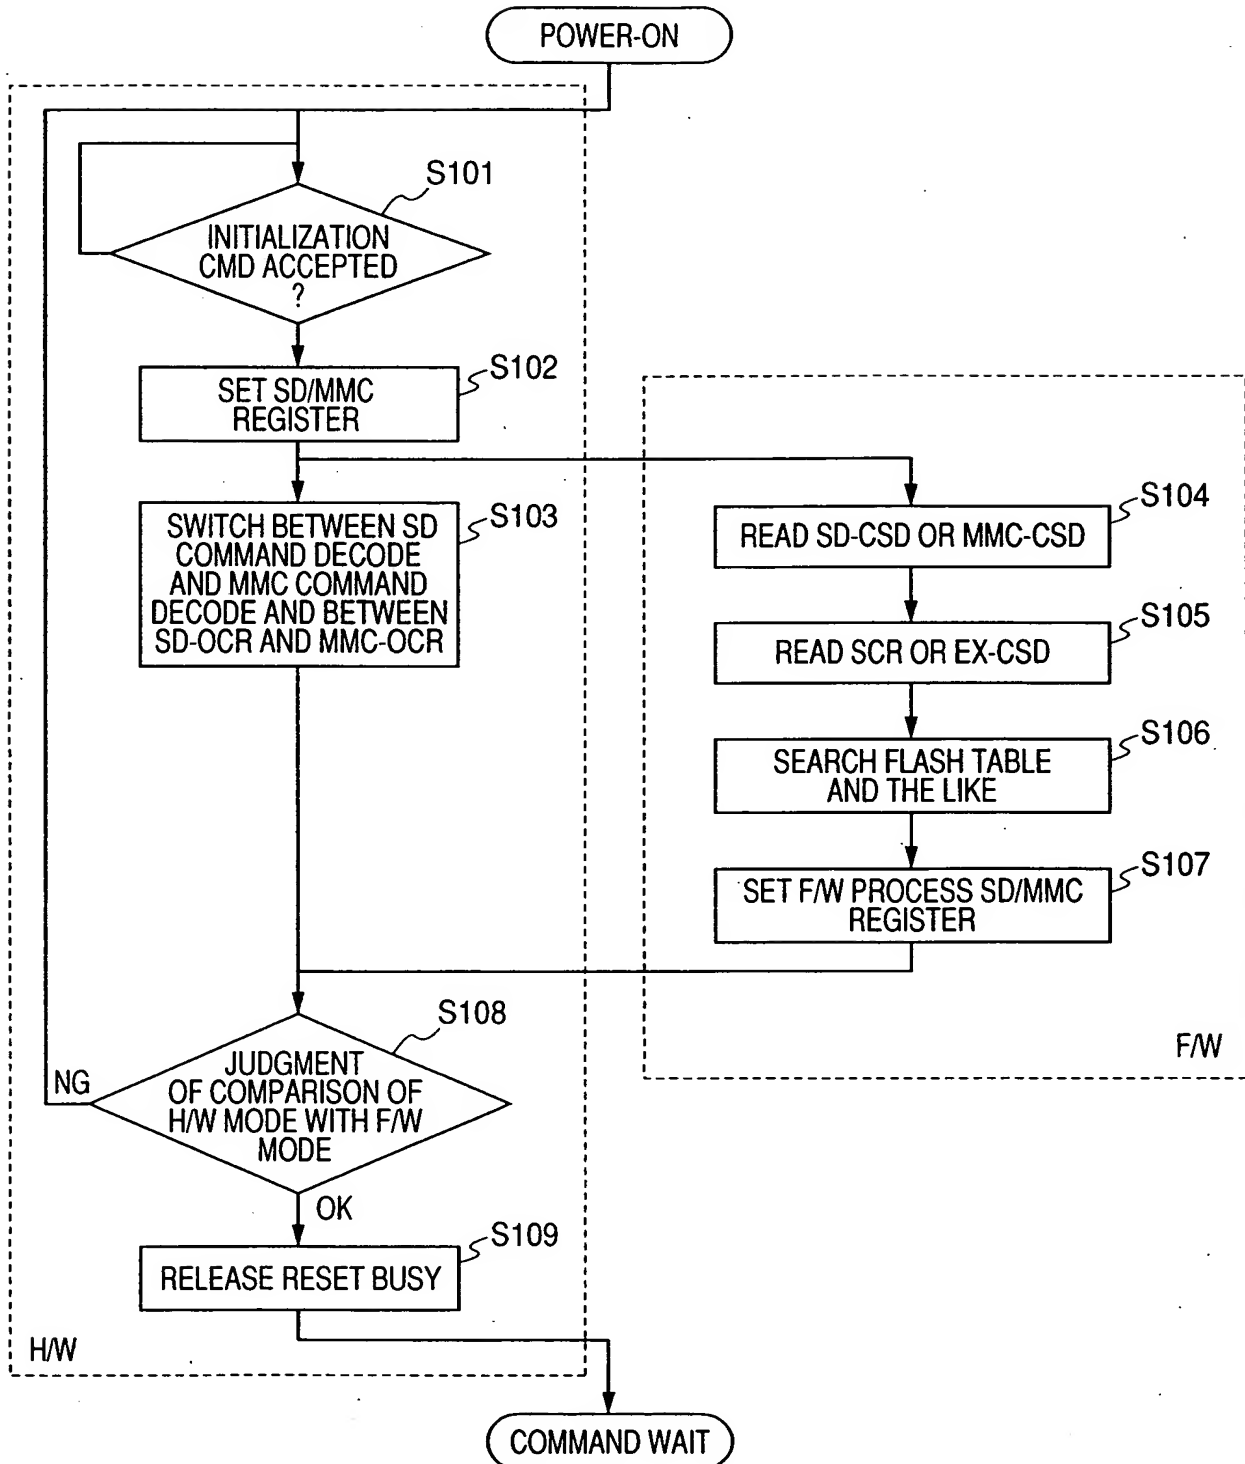 POWER-ON
S101
INITIALIZATION
CMD ACCEPTED
?
S102
SET SD/MMC
REGISTER
S103
SWITCH BETWEEN SD
COMMAND DECODE
AND MMC COMMAND
DECODE AND BETWEEN
SD-OCR AND MMC-OCR
S104
READ SD-CSD OR MMC-CSD
S105
READ SCR OR EX-CSD
S106
SEARCH FLASH TABLE
AND THE LIKE
S107
SET F/W PROCESS SD/MMC
REGISTER
F/W
S108
JUDGMENT
OF COMPARISON OF
H/W MODE WITH F/W
MODE
NG
OK
S109
RELEASE RESET BUSY
H/W
COMMAND WAIT